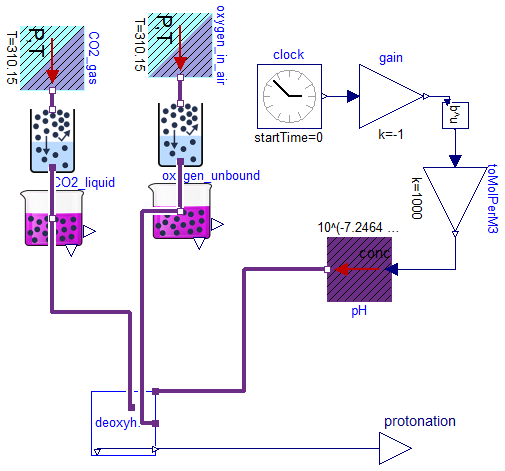 P,T
T=310.15
CO2_gas
P,T
T=310.15
oxygen_in_air
clock
startTime=0
gain
k=-1
b^u
CO2_liquid
oxygen_unbound
k=1000
toMolPerM3
10^(-7.2464 ...
conc
pH
deoxyh.
protonation